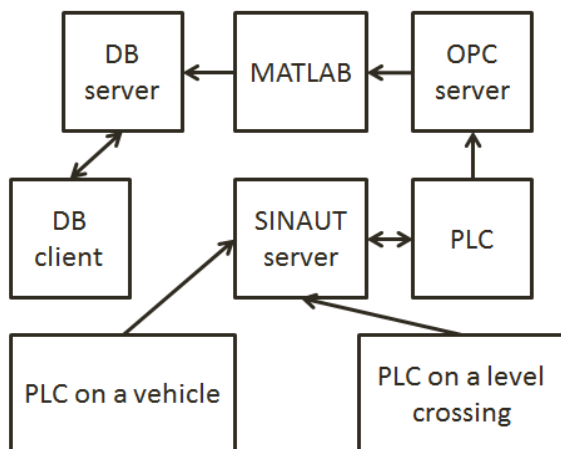 DB
server
MATLAB
OPC
server
DB
client
SINAUT
server
PLC
PLC on a vehicle
PLC on a level
crossing